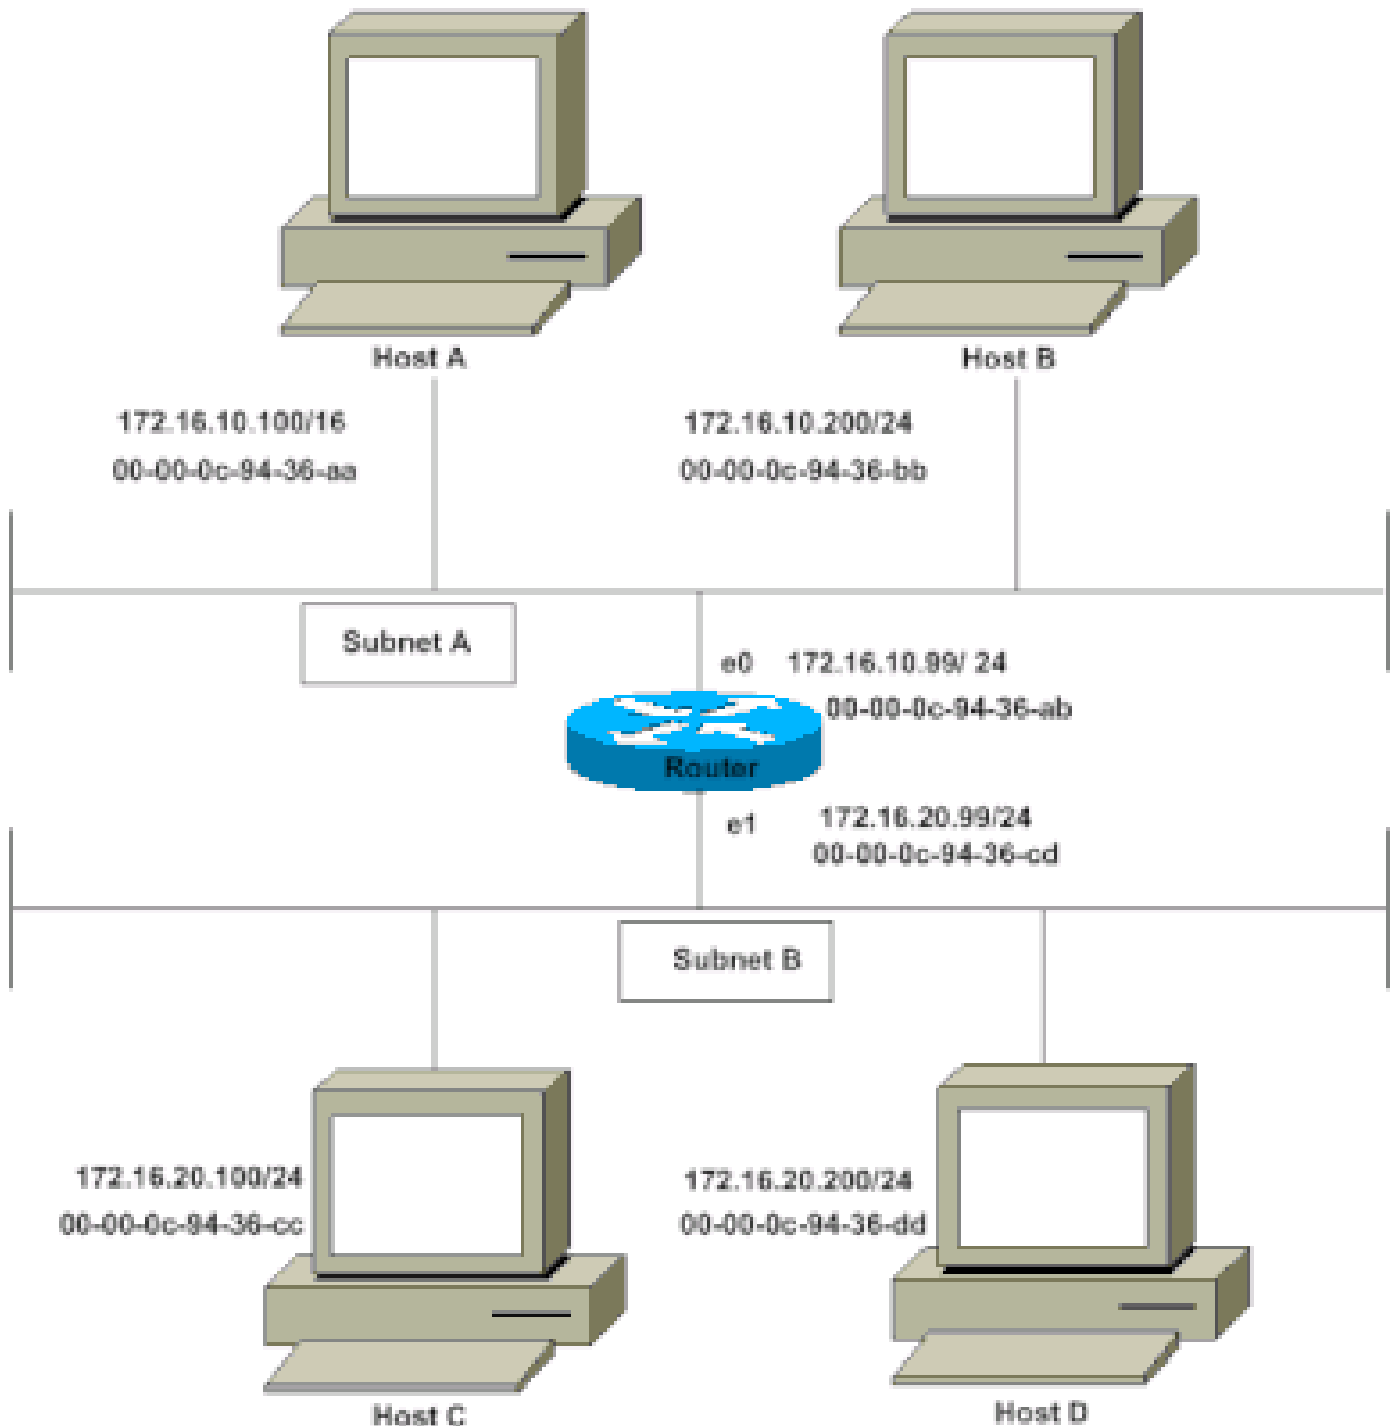 Host A
Host B
172.16.10.100/16
00-00-0c-94-36-aa
172.16.10.200/24
00-00-0c-94-36-bb
Subnet A
e0 172.16.10.99/ 24
00-00-0c-94-36-ab
Router
e1 172.16.20.99/24
00-00-0c-94-36-cd
Subnet B
172.16.20.100/24
00-00-0c-94-36-cc
172.16.20.200/24
00-00-0c-94-36-dd
Host C
Host D